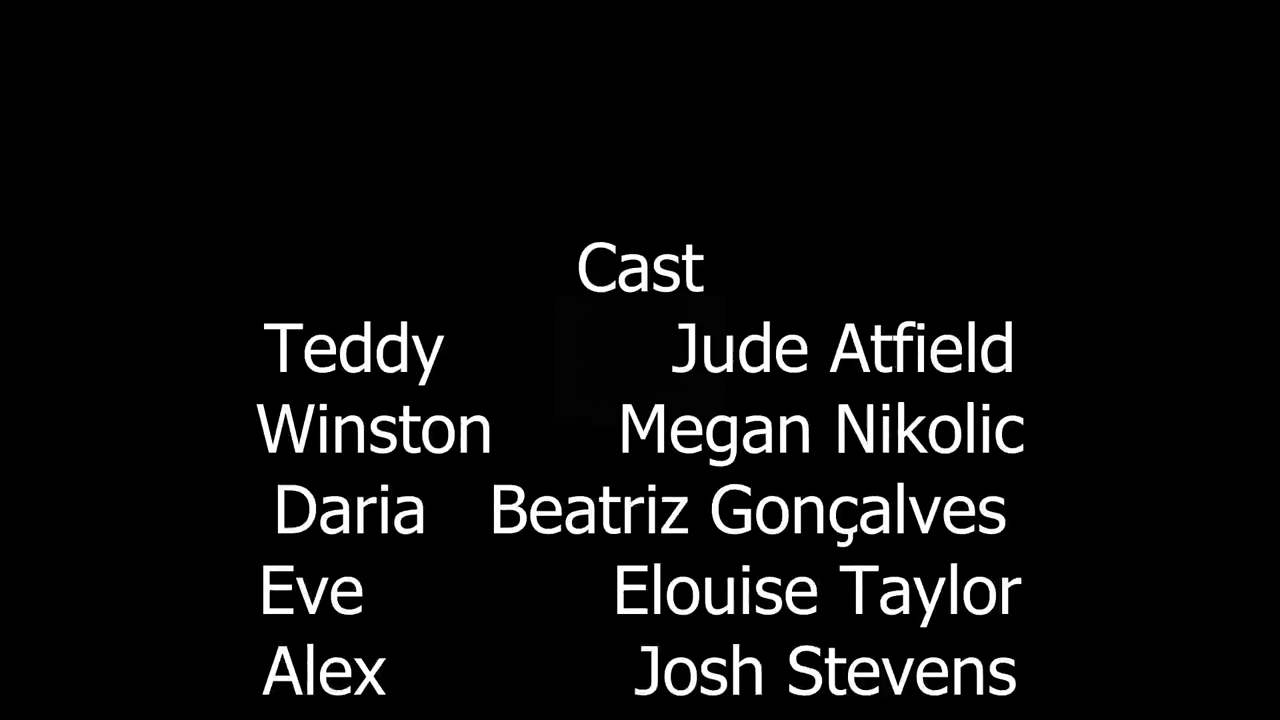 Cast
Teddy Jude Atfield
Winston Megan Nikolic
Daria Beatriz Gonçalves
Eve Elouise Taylor
Alex Josh Stevens